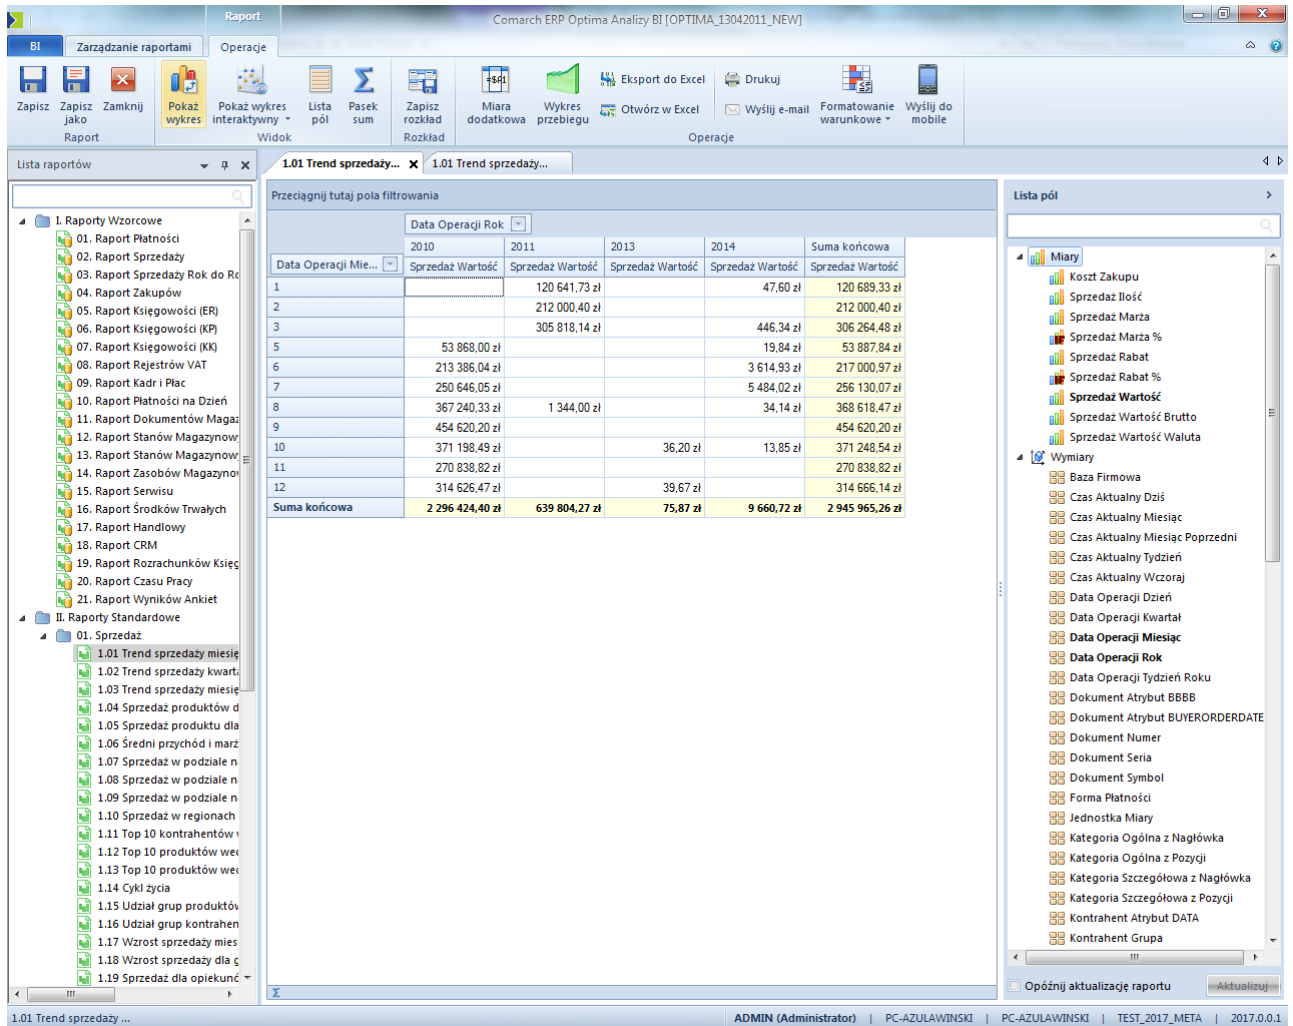 Raport
Comarch ERP Optima Analizy BI [OPTIMA_13042011_NEW]
BI
Zarządzanie raportami
Operacje
Zapisz
Zapisz jako
Zamknij
Pokaż wykres
Pokaż wykres interaktywny
Lista pól
Pasek sum
Zapisz rozkład
Miara dodatkowa
Wykres przebiegu
Eksport do Excel
Otwórz w Excel
Drukuj
Wyślij e-mail
Formatowanie warunkowe
Wyślij do mobile
Raport
Widok
Rozkład
Operacje
Lista raportów
I. Raporty Wzorcowe
01. Raport Płatności
02. Raport Sprzedaży
03. Raport Sprzedaży Rok do Ro
04. Raport Zakupów
05. Raport Księgowości (ER)
06. Raport Księgowości (KP)
07. Raport Księgowości (KK)
08. Raport Rejestrów VAT
09. Raport Kadr i Płac
10. Raport Płatności na Dzień
11. Raport Dokumentów Magaz
12. Raport Stanów Magazynow
13. Raport Stanów Magazynow
14. Raport Zasobów Magazynov
15. Raport Serwisu
16. Raport Środków Trwałych
17. Raport Handlowy
18. Raport CRM
19. Raport Rozrachunków Księg
20. Raport Czasu Pracy
21. Raport Wyników Ankiet
II. Raporty Standardowe
01. Sprzedaż
1.01 Trend sprzedaży miesię
1.02 Trend sprzedaży kwarta
1.03 Trend sprzedaży miesię
1.04 Sprzedaż produktów d
1.05 Sprzedaż produktu dla
1.06 Średni przychód i marż
1.07 Sprzedaż w podziale n
1.08 Sprzedaż w podziale n
1.09 Sprzedaż w podziale n
1.10 Sprzedaż w regionach
1.11 Top 10 kontrahentów
1.12 Top 10 produktów wed
1.13 Top 10 produktów wed
1.14 Cykl życia
1.15 Udział grup produktów
1.16 Udział grup kontrahen
1.17 Wzrost sprzedaży mies
1.18 Wzrost sprzedaży dla g
1.19 Sprzedaż dla opiekunó
1.01 Trend sprzedaży...
1.01 Trend sprzedaży...
Przeciągnij tutaj pola filtrowania
Data Operacji Rok
2010 2011 2013 2014 Suma końcowa
Data Operacji Mie... Sprzedaż Wartość Sprzedaż Wartość Sprzedaż Wartość Sprzedaż Wartość Sprzedaż Wartość
1 120 641,73 zł 47,60 zł 120 689,33 zł
2 212 000,40 zł 212 000,40 zł
3 305 818,14 zł 446,34 zł 306 264,48 zł
5 53 868,00 zł 19,84 zł 53 887,84 zł
6 213 386,04 zł 3 614,93 zł 217 000,97 zł
7 250 646,05 zł 5 484,02 zł 256 130,07 zł
8 367 240,33 zł 1 344,00 zł 34,14 zł 368 618,47 zł
9 454 620,20 zł 454 620,20 zł
10 371 198,49 zł 36,20 zł 13,85 zł 371 248,54 zł
11 270 838,82 zł 270 838,82 zł
12 314 626,47 zł 39,67 zł 314 666,14 zł
Suma końcowa 2 296 424,40 zł 639 804,27 zł 75,87 zł 9 660,72 zł 2 945 965,26 zł
Lista pól
Miary
Koszt Zakupu
Sprzedaż Ilość
Sprzedaż Marża
Sprzedaż Marża %
Sprzedaż Rabat
Sprzedaż Rabat %
Sprzedaż Wartość
Sprzedaż Wartość Brutto
Sprzedaż Wartość Waluta
Wymiary
Baza Firmowa
Czas Aktualny Dziś
Czas Aktualny Miesiąc
Czas Aktualny Miesiąc Poprzedni
Czas Aktualny Tydzień
Czas Aktualny Wczoraj
Data Operacji Dzień
Data Operacji Kwartał
Data Operacji Miesiąc
Data Operacji Rok
Data Operacji Tydzień Roku
Dokument Atrybut BBBB
Dokument Atrybut BUYERORDERDATE
Dokument Numer
Dokument Seria
Dokument Symbol
Forma Płatności
Jednostka Miary
Kategoria Ogólna z Nagłówka
Kategoria Ogólna z Pozycji
Kategoria Szczegółowa z Nagłówka
Kategoria Szczegółowa z Pozycji
Kontrahent Atrybut DATA
Kontrahent Grupa
Opóźnij aktualizację raportu
Aktualizuj
1.01 Trend sprzedaży ...
ADMIN (Administrator) | PC-AZULAWINSKI | PC-AZULAWINSKI | TEST_2017_META | 2017.0.0.1